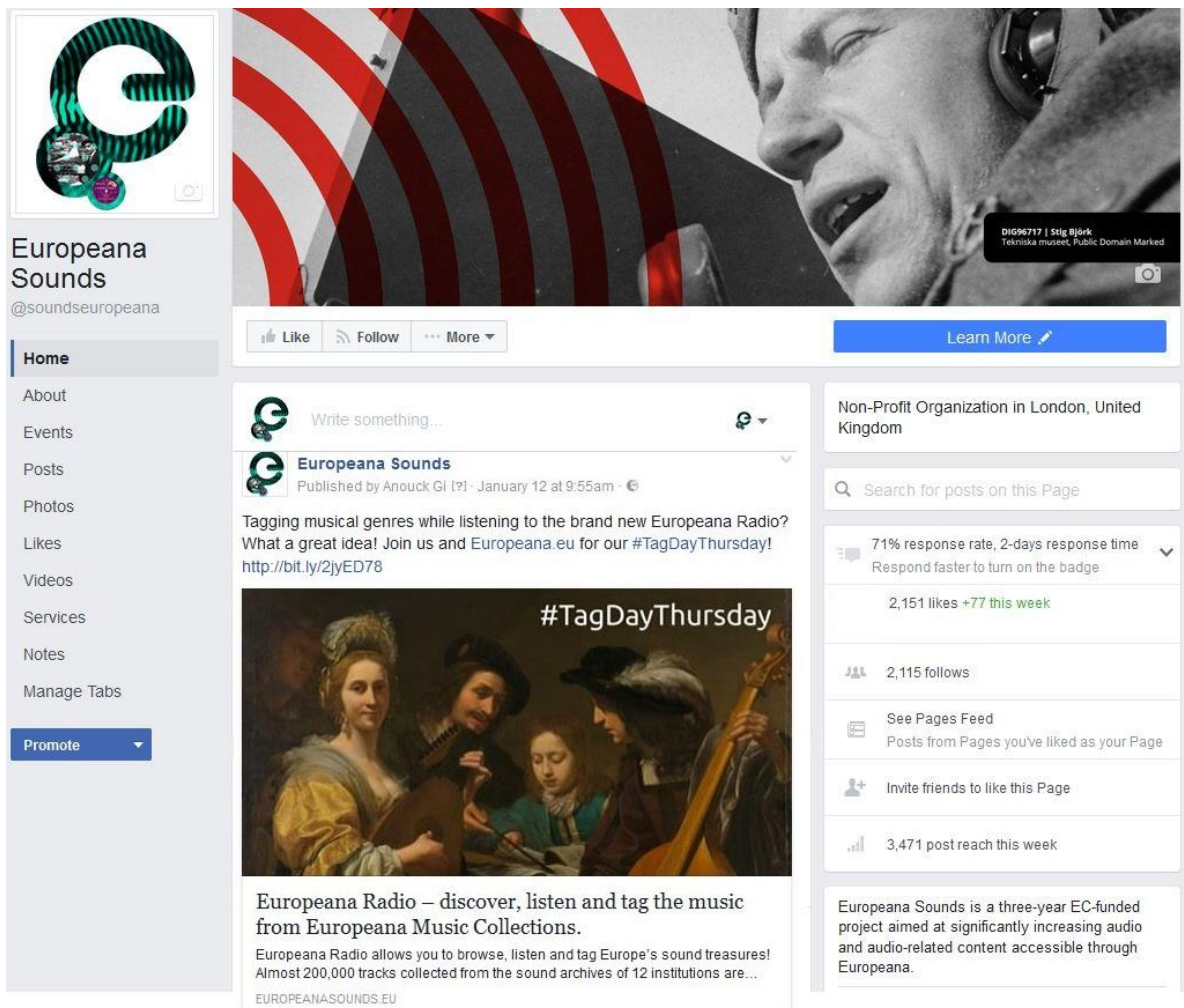 DIG96717 | Stig Björk
Tekniska museet, Public Domain Marked
Europeana
Sounds
@soundseuropeana
Home
About
Events
Posts
Photos
Likes
Videos
Services
Notes
Manage Tabs
Promote
Like
Follow
More
Learn More
Write something...
Europeana Sounds
Published by Anouck Gi [?] · January 12 at 9:55am ·
Tagging musical genres while listening to the brand new Europeana Radio?
What a great idea! Join us and Europeana.eu for our #TagDayThursday!
http://bit.ly/2jyED78
#TagDayThursday
Europeana Radio – discover, listen and tag the music
from Europeana Music Collections.
Europeana Radio allows you to browse, listen and tag Europe's sound treasures!
Almost 200,000 tracks collected from the sound archives of 12 institutions are...
EUROPEANASOUNDS.EU
Non-Profit Organization in London, United
Kingdom
Search for posts on this Page
71% response rate, 2-days response time
Respond faster to turn on the badge
2,151 likes +77 this week
2,115 follows
See Pages Feed
Posts from Pages you've liked as your Page
Invite friends to like this Page
3,471 post reach this week
Europeana Sounds is a three-year EC-funded
project aimed at significantly increasing audio
and audio-related content accessible through
Europeana.